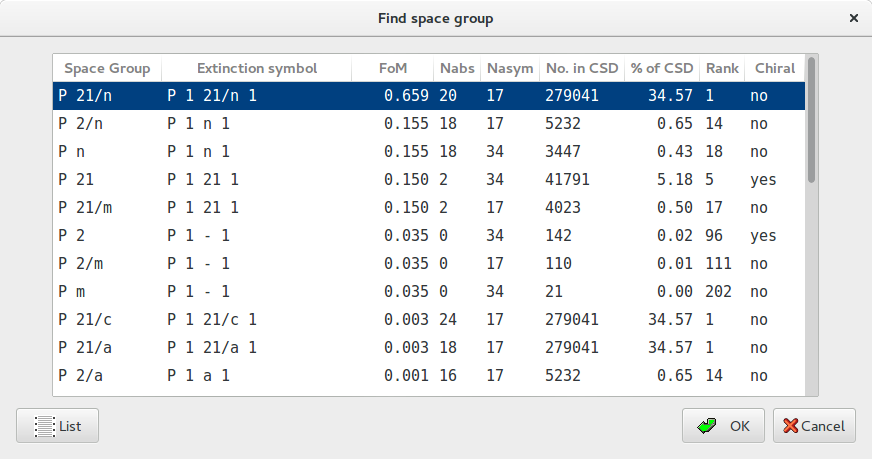 Find space group
Space Group Extinction symbol FoM Nabs Nasym No. in CSD % of CSD Rank Chiral
P 21/n P 1 21/n 1 0.659 20 17 279041 34.57 1 no
P 2/n P 1 n 1 0.155 18 17 5232 0.65 14 no
P n P 1 n 1 0.155 18 34 3447 0.43 18 no
P 21 P 1 21 1 0.150 2 34 41791 5.18 5 yes
P 21/m P 1 21 1 0.150 2 17 4023 0.50 17 no
P 2 P 1 - 1 0.035 0 34 142 0.02 96 yes
P 2/m P 1 - 1 0.035 0 17 110 0.01 111 no
P m P 1 - 1 0.035 0 34 21 0.00 202 no
P 21/c P 1 21/c 1 0.003 24 17 279041 34.57 1 no
P 21/a P 1 21/a 1 0.003 18 17 279041 34.57 1 no
P 2/a P 1 a 1 0.001 16 17 5232 0.65 14 no
List OK Cancel